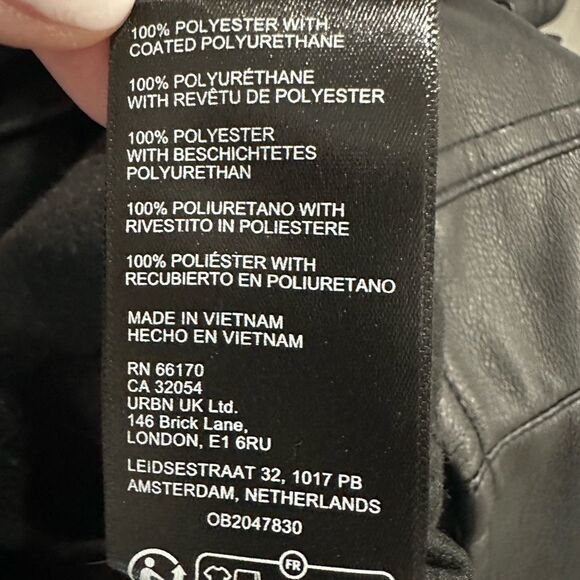 100% POLYESTER WITH
COATED POLYURETHANE
100% POLYURÉTHANE
WITH REVÊTU DE POLYESTER
100% POLYESTER
WITH BESCHICHTETES
POLYURETHAN
100% POLIURETANO WITH
RIVESTITO IN POLIESTERE
100% POLIÉSTER WITH
RECUBIERTO EN POLIURETANO
MADE IN VIETNAM
HECHO EN VIETNAM
RN 66170
CA 32054
URBN UK Ltd.
146 Brick Lane,
LONDON, E1 6RU
LEIDSESTRAAT 32, 1017 PB
AMSTERDAM, NETHERLANDS
OB2047830
FR